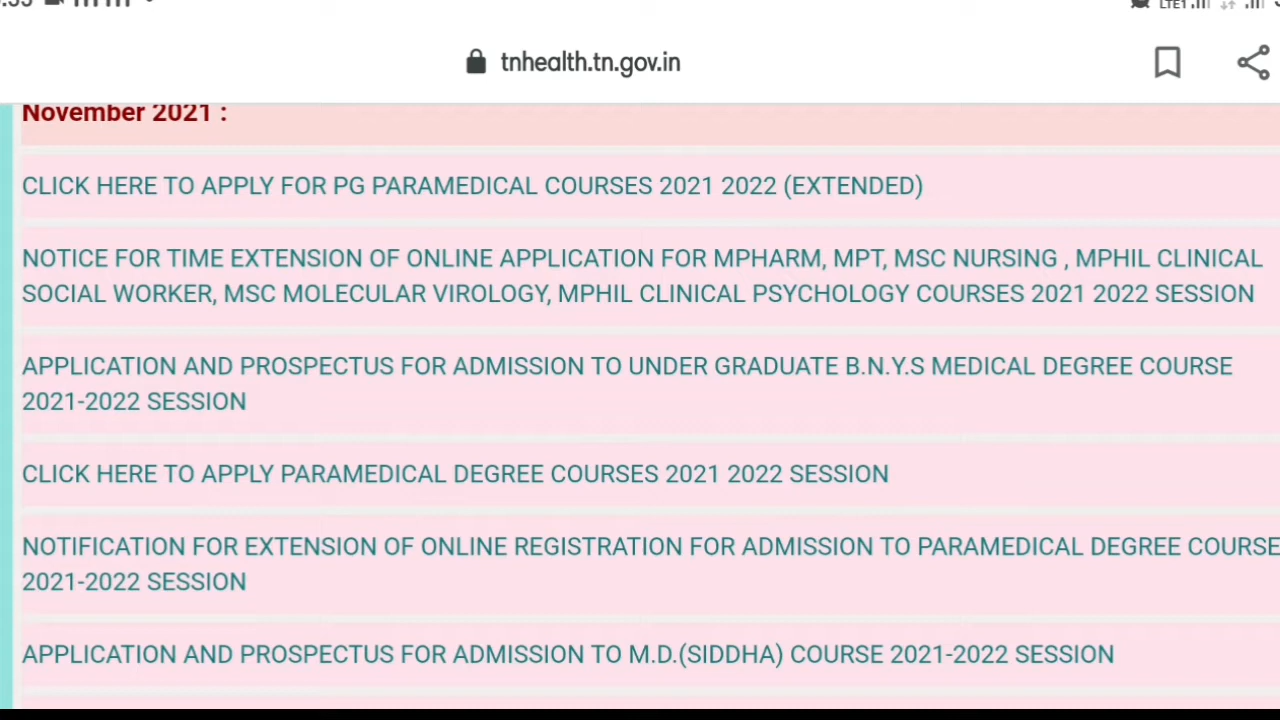 LTE1
tnhealth.tn.gov.in
November 2021 :
CLICK HERE TO APPLY FOR PG PARAMEDICAL COURSES 2021 2022 (EXTENDED)
NOTICE FOR TIME EXTENSION OF ONLINE APPLICATION FOR MPHARM, MPT, MSC NURSING , MPHIL CLINICAL
SOCIAL WORKER, MSC MOLECULAR VIROLOGY, MPHIL CLINICAL PSYCHOLOGY COURSES 2021 2022 SESSION
APPLICATION AND PROSPECTUS FOR ADMISSION TO UNDER GRADUATE B.N.Y.S MEDICAL DEGREE COURSE
2021-2022 SESSION
CLICK HERE TO APPLY PARAMEDICAL DEGREE COURSES 2021 2022 SESSION
NOTIFICATION FOR EXTENSION OF ONLINE REGISTRATION FOR ADMISSION TO PARAMEDICAL DEGREE COURSE
2021-2022 SESSION
APPLICATION AND PROSPECTUS FOR ADMISSION TO M.D.(SIDDHA) COURSE 2021-2022 SESSION